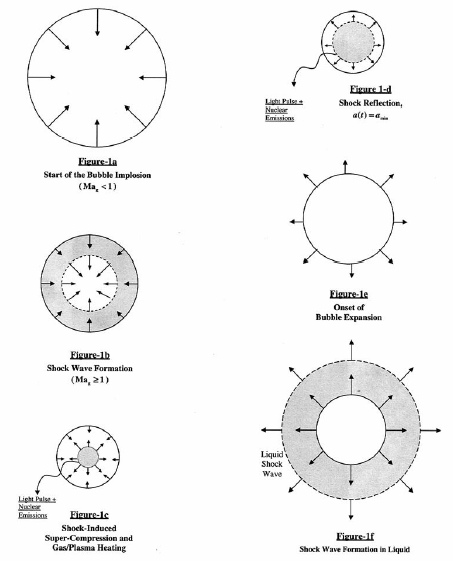 Figure-1a
Start of the Bubble Implosion
(Ma_g < 1)
Figure-1b
Shock Wave Formation
(Ma_g ≥ 1)
Light Pulse +
Nuclear
Emissions
Figure-1c
Shock-Induced
Super-Compression and
Gas/Plasma Heating
Light Pulse +
Nuclear
Emissions
Figure 1-d
Shock Reflection,
a(t) = a_min
Figure-1e
Onset of
Bubble Expansion
Liquid
Shock
Wave
Figure-1f
Shock Wave Formation in Liquid